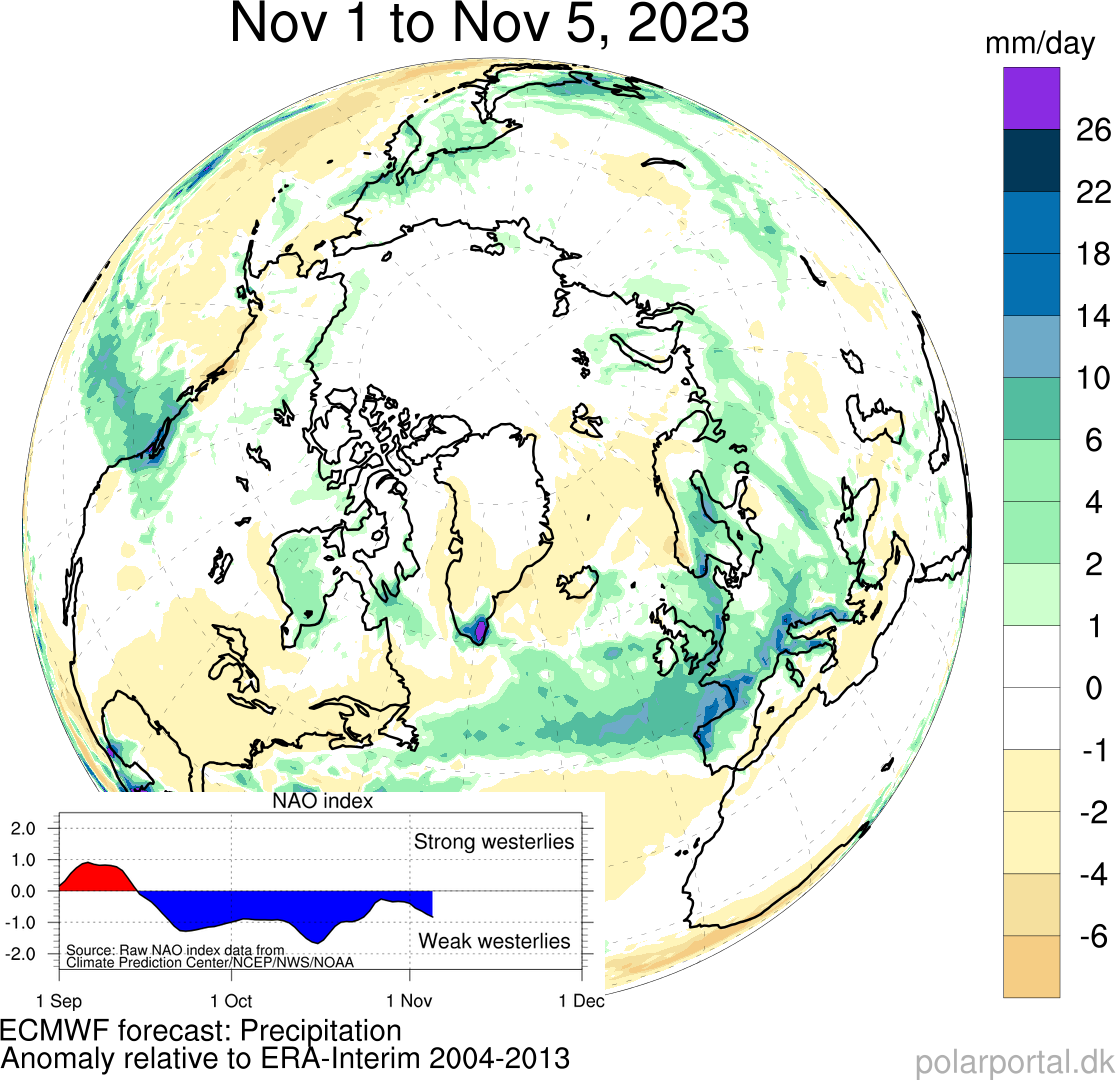 Nov 1 to Nov 5, 2023
mm/day
26
22
18
14
10
6
4
2
1
0
-1
-2
-4
-6
NAO index
2.0
1.0
0.0
-1.0
-2.0
Strong westerlies
Weak westerlies
Source: Raw NAO index data from
Climate Prediction Center/NCEP/NWS/NOAA
1 Sep 1 Oct 1 Nov 1 Dec
ECMWF forecast: Precipitation
Anomaly relative to ERA-Interim 2004-2013
polarportal.dk